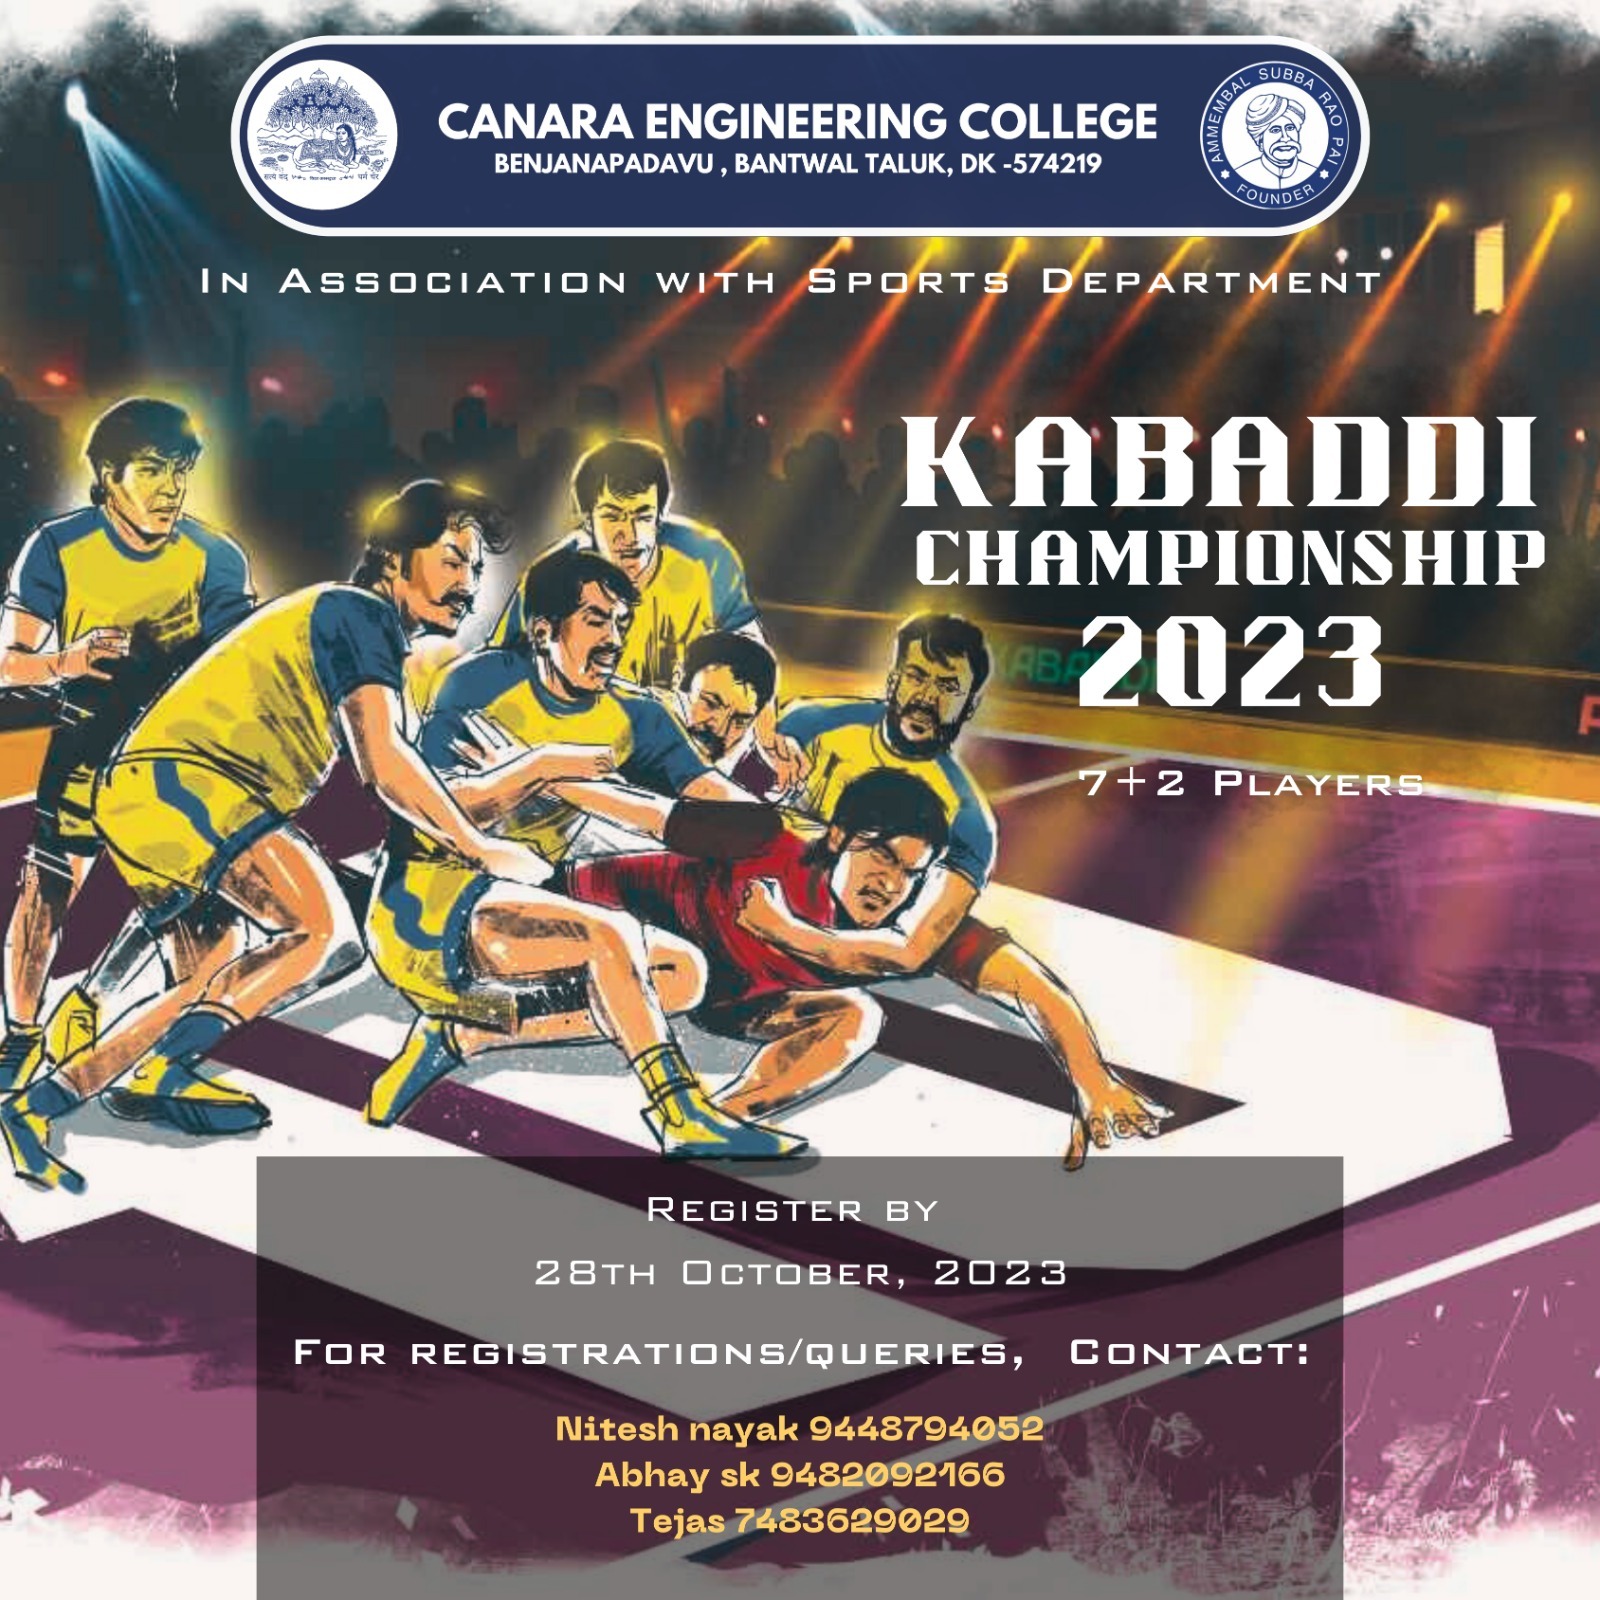 CANARA ENGINEERING COLLEGE
BENJANAPADAVU , BANTWAL TALUK, DK -574219
AMMEMBAL SUBBA RAO PAI
FOUNDER
IN ASSOCIATION WITH SPORTS DEPARTMENT
KABADDI
CHAMPIONSHIP
2023
7+2 PLAYERS
REGISTER BY
28TH OCTOBER, 2023
FOR REGISTRATIONS/QUERIES, CONTACT:
Nitesh nayak 9448794052
Abhay sk 9482092166
Tejas 7483629029